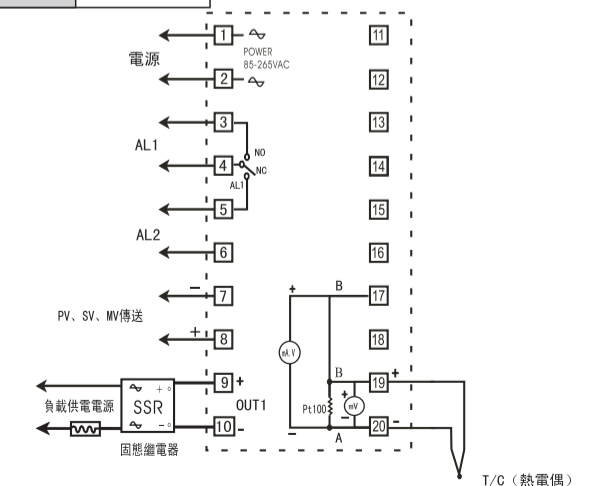 1
11
電源
POWER
85-265VAC
2
12
3
13
AL1
NO
4
NC
14
AL1
5
15
AL2
6
16
− 7
+ B 17
PV、SV、MV傳送
+ 8
18
mA.V
9 +
B
19 +
負載供電電源
SSR
+
−
OUT1
Pt100
+
mV
−
10 -
−
A
20 -
固態繼電器
T/C（熱電偶）